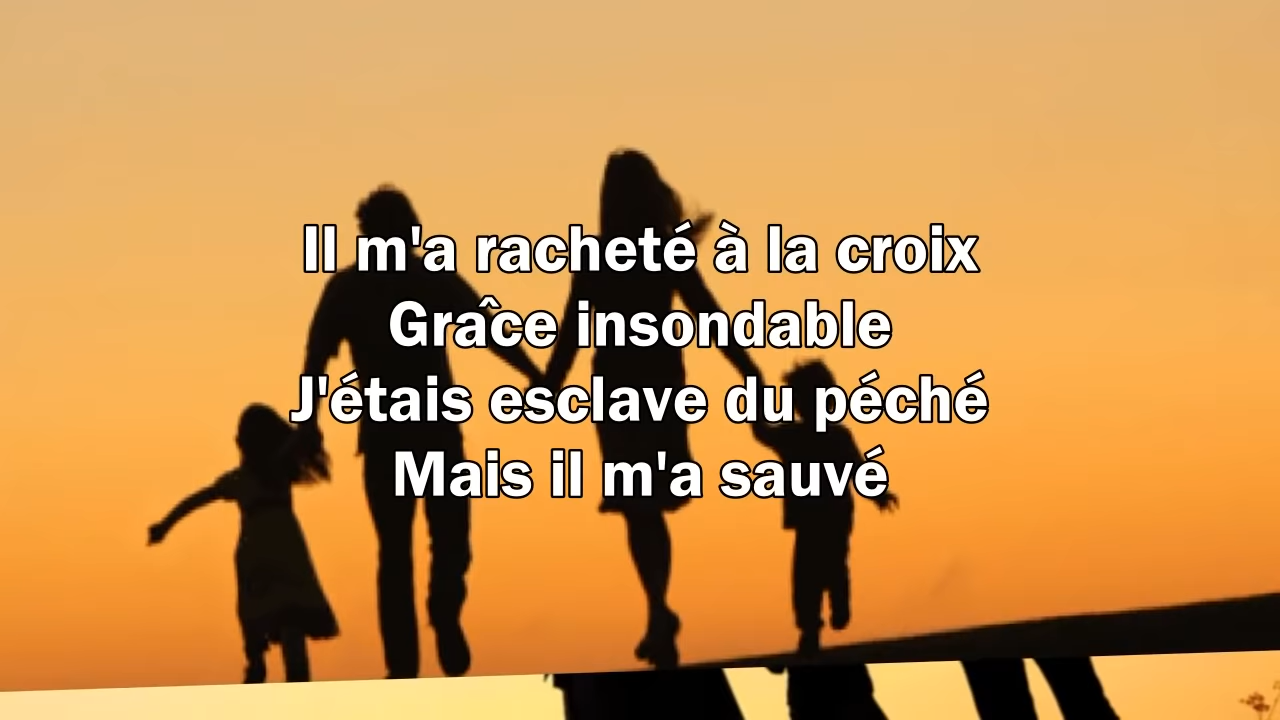 Il m'a racheté à la croix
Grâce insondable
J'étais esclave du péché
Mais il m'a sauvé